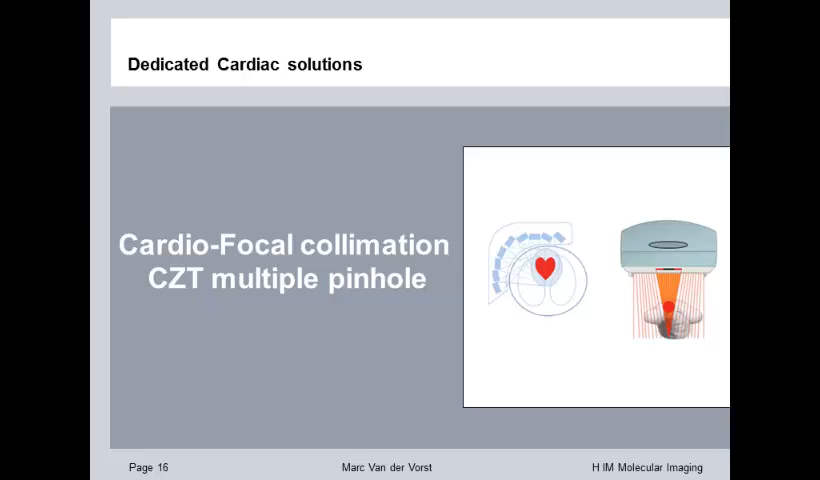 Dedicated Cardiac solutions
Cardio-Focal collimation
CZT multiple pinhole
Page 16
Marc Van der Vorst
H IM Molecular Imaging